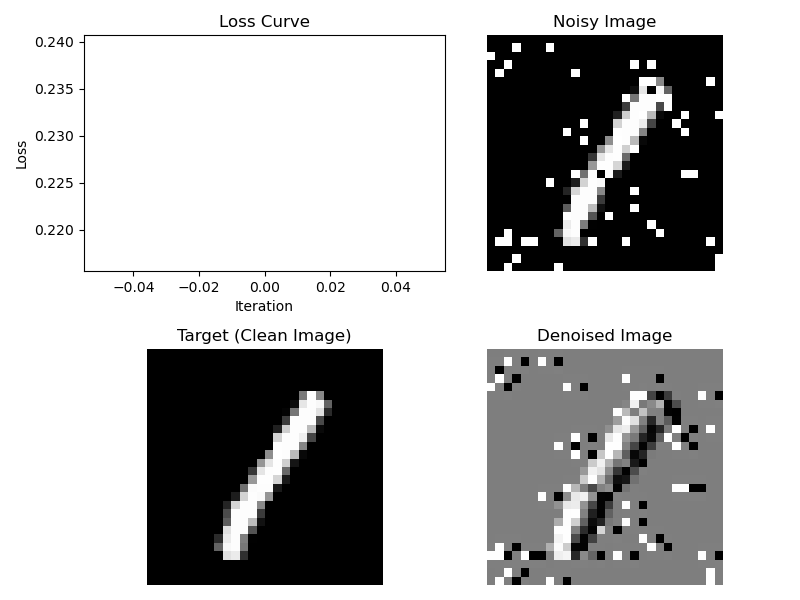 Loss Curve
0.240
0.235
0.230
0.225
0.220
Loss
−0.04 −0.02 0.00 0.02 0.04
Iteration
Noisy Image
Target (Clean Image)
Denoised Image